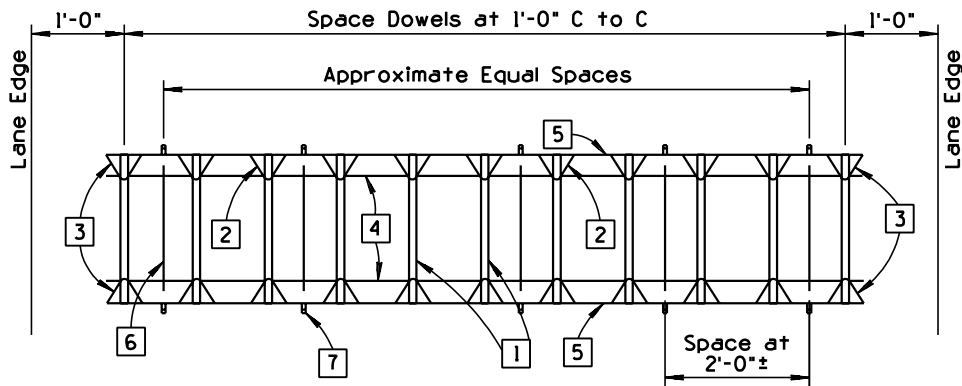 1'-0"
Space Dowels at 1'-0" C to C
1'-0"
Lane Edge
Approximate Equal Spaces
Lane Edge
5
3
2
4
2
3
6
7
1
5
Space at
2'-0"±